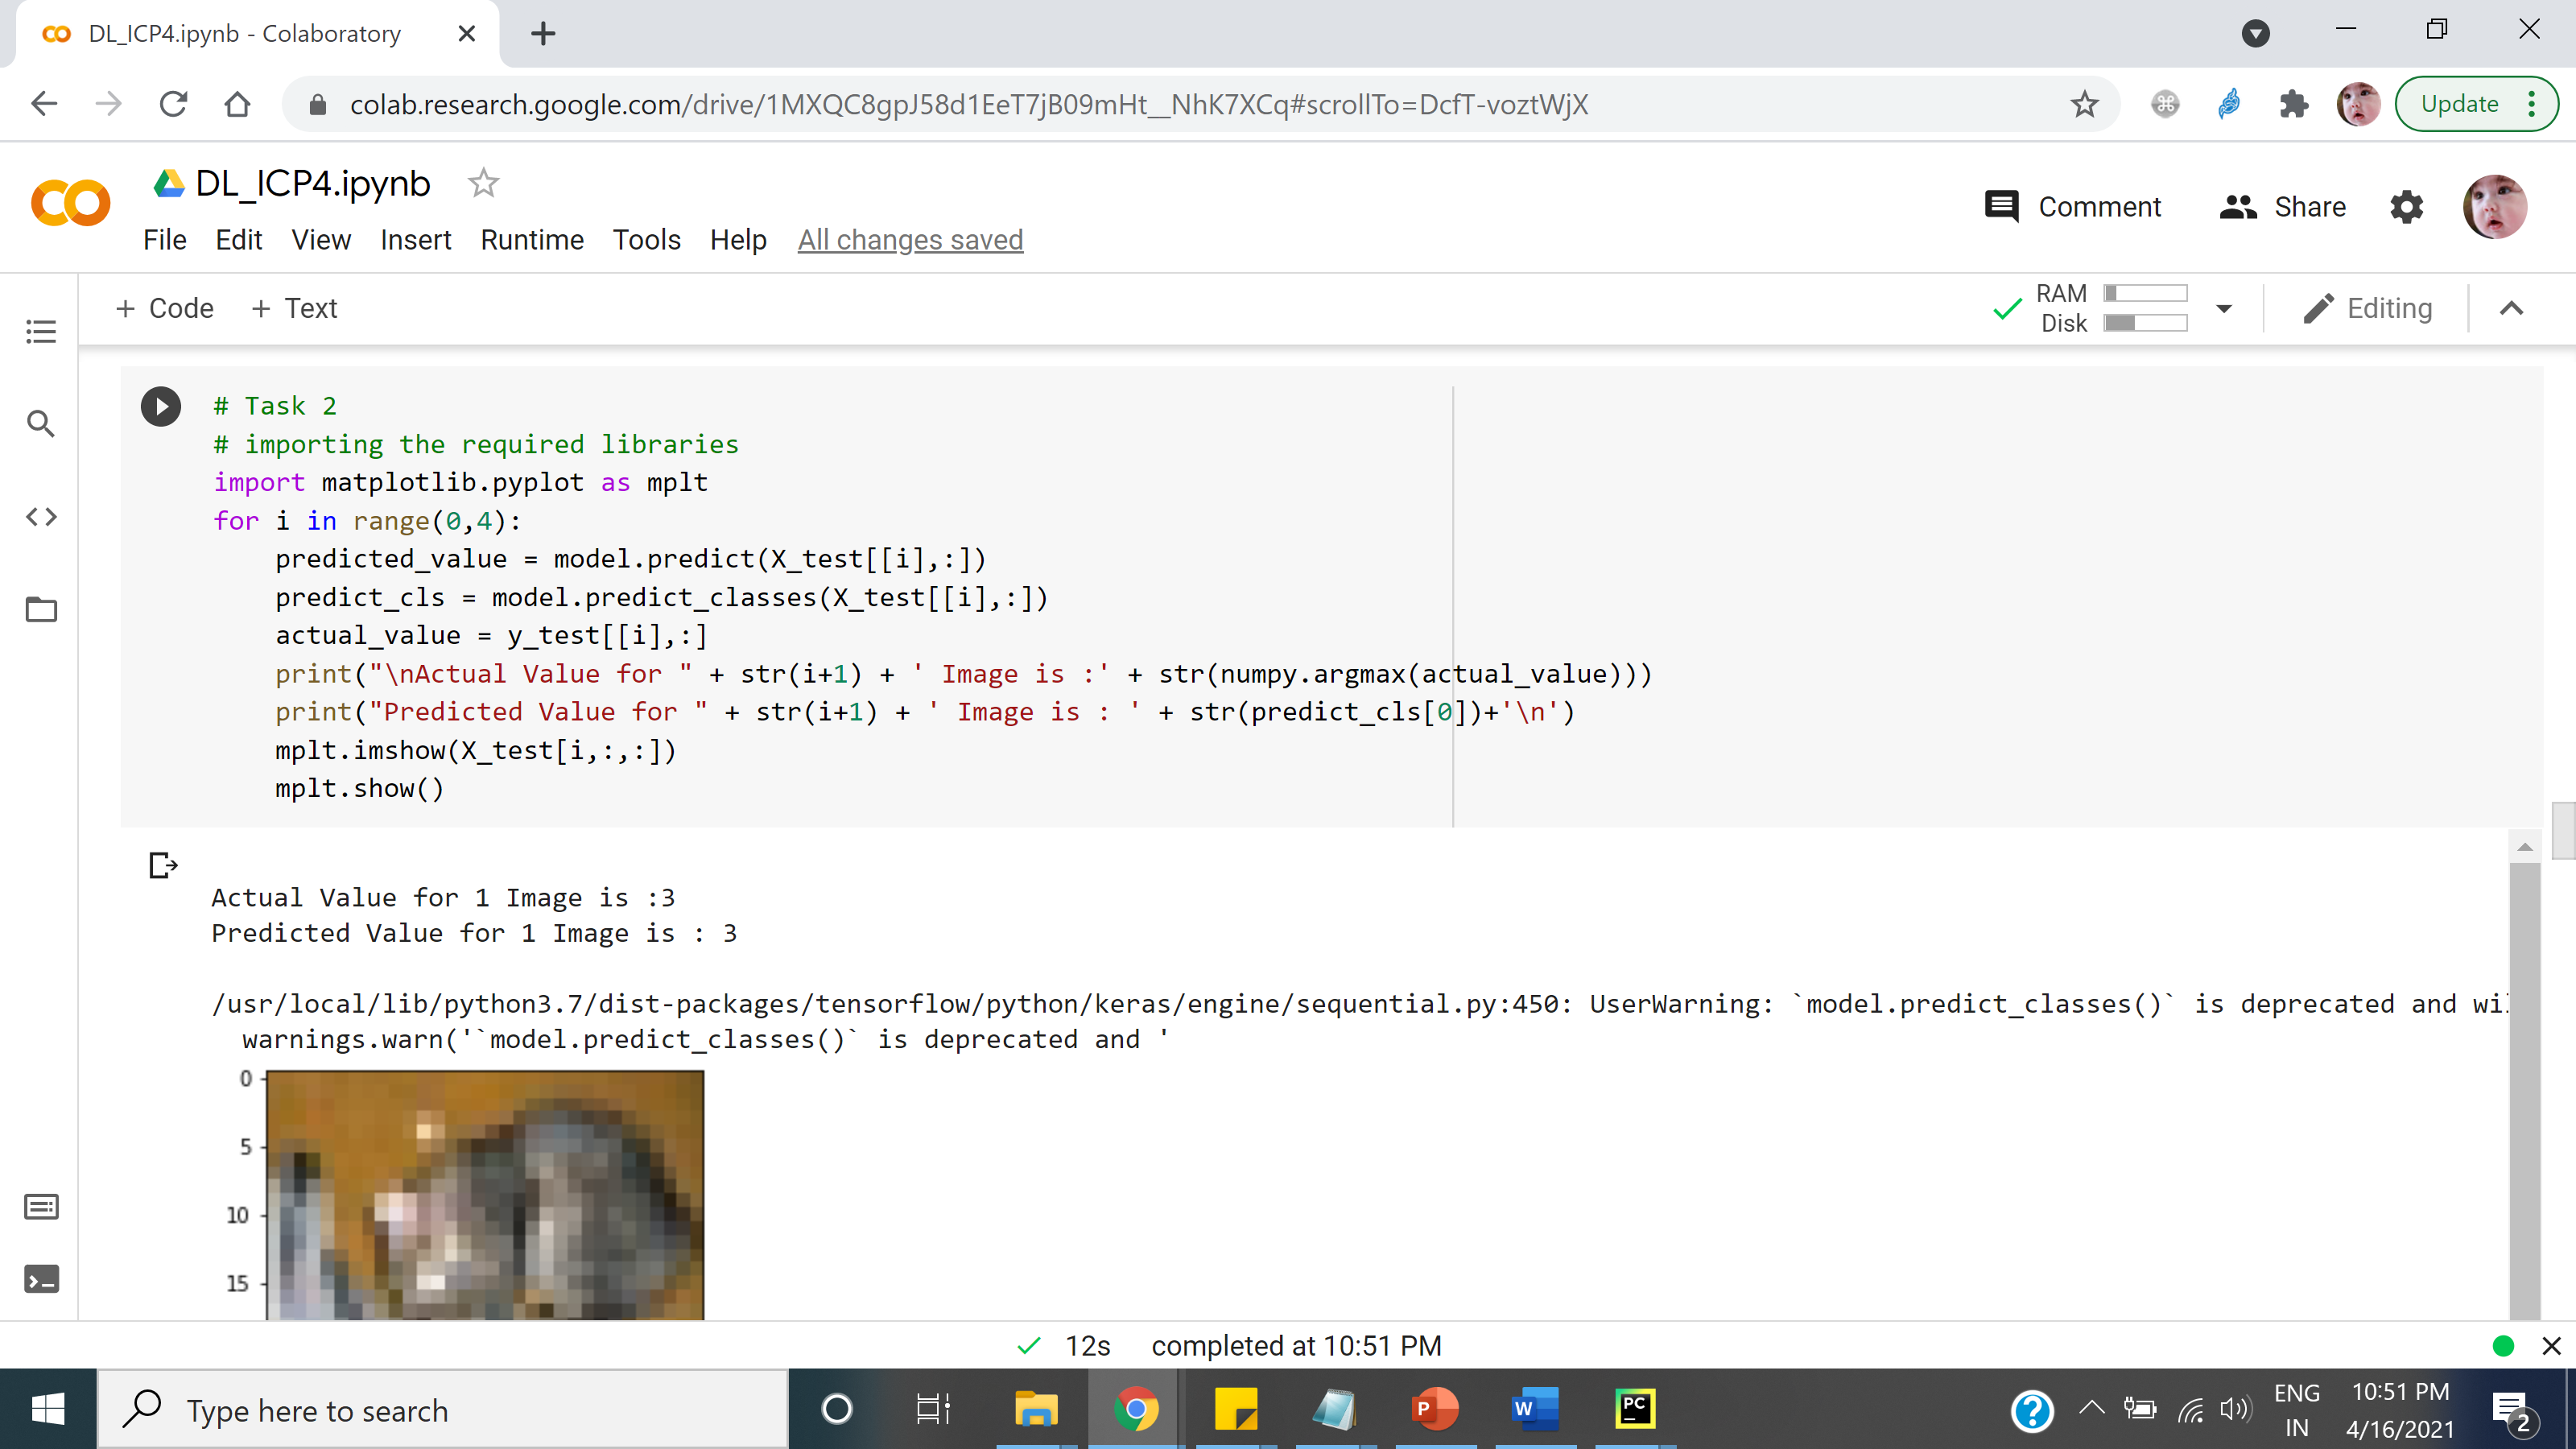 DL_ICP4.ipynb - Colaboratory
colab.research.google.com/drive/1MXQC8gpJ58d1EeT7jB09mHt__NhK7XCq#scrollTo=DcfT-voztWjX
Update
DL_ICP4.ipynb
Comment Share
File Edit View Insert Runtime Tools Help All changes saved
+ Code + Text
RAM
Disk
Editing
# Task 2
# importing the required libraries
import matplotlib.pyplot as mplt
for i in range(0,4):
    predicted_value = model.predict(X_test[[i],:])
    predict_cls = model.predict_classes(X_test[[i],:])
    actual_value = y_test[[i],:]
    print("\nActual Value for " + str(i+1) + ' Image is :' + str(numpy.argmax(actual_value)))
    print("Predicted Value for " + str(i+1) + ' Image is : ' + str(predict_cls[0])+'\n')
    mplt.imshow(X_test[i,:,:])
    mplt.show()
Actual Value for 1 Image is :3
Predicted Value for 1 Image is : 3
/usr/local/lib/python3.7/dist-packages/tensorflow/python/keras/engine/sequential.py:450: UserWarning: `model.predict_classes()` is deprecated and wi
  warnings.warn('`model.predict_classes()` is deprecated and '
0
5
10
15
12s completed at 10:51 PM
Type here to search
P
W
PC
ENG
IN
10:51 PM
4/16/2021
2